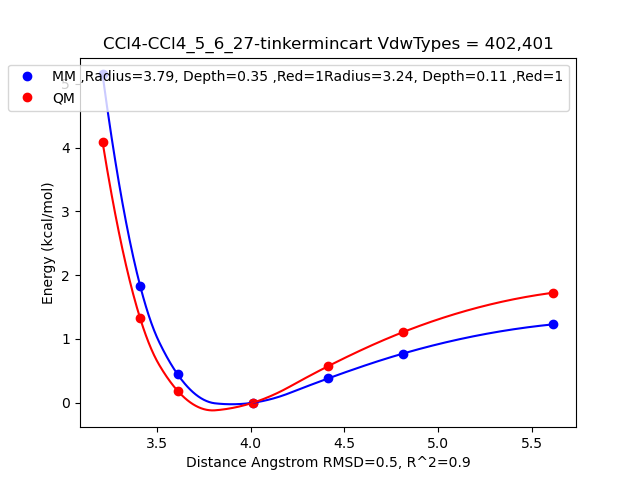 CCl4-CCl4_5_6_27-tinkermincart VdwTypes = 402,401
MM ,Radius=3.79, Depth=0.35 ,Red=1Radius=3.24, Depth=0.11 ,Red=1
QM
5
4
3
2
1
0
Energy (kcal/mol)
3.5 4.0 4.5 5.0 5.5
Distance Angstrom RMSD=0.5, R^2=0.9